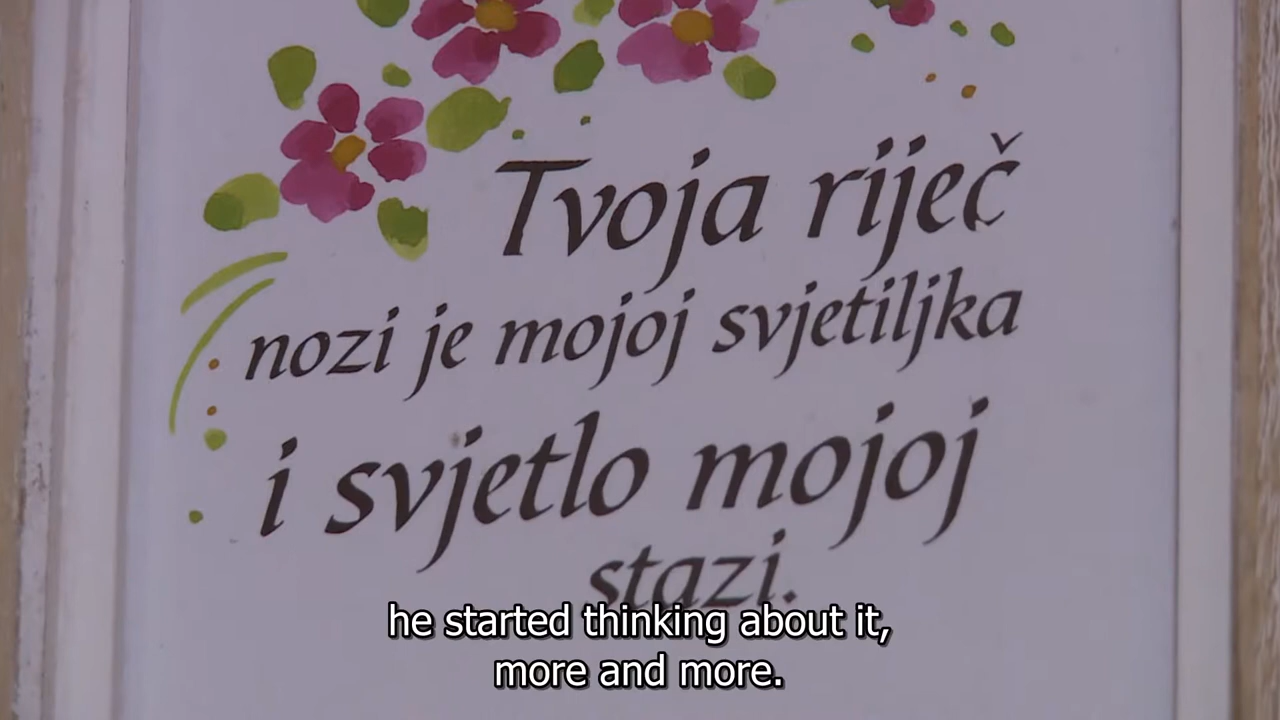 Tvoja riječ
nozi je mojoj svjetiljka
i svjetlo mojoj
stazi.
he started thinking about it,
more and more.